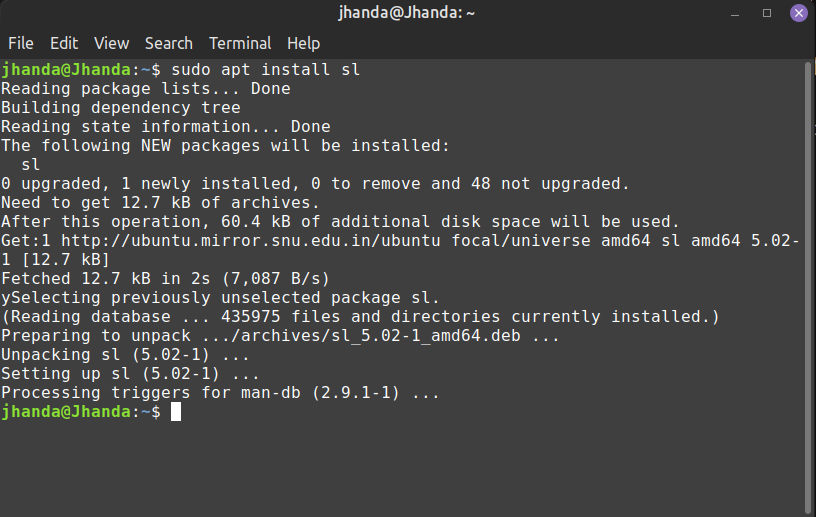 jhanda@Jhanda: ~
File Edit View Search Terminal Help
jhanda@Jhanda:~$ sudo apt install sl
Reading package lists... Done
Building dependency tree
Reading state information... Done
The following NEW packages will be installed:
  sl
0 upgraded, 1 newly installed, 0 to remove and 48 not upgraded.
Need to get 12.7 kB of archives.
After this operation, 60.4 kB of additional disk space will be used.
Get:1 http://ubuntu.mirror.snu.edu.in/ubuntu focal/universe amd64 sl amd64 5.02-
1 [12.7 kB]
Fetched 12.7 kB in 2s (7,087 B/s)
ySelecting previously unselected package sl.
(Reading database ... 435975 files and directories currently installed.)
Preparing to unpack .../archives/sl_5.02-1_amd64.deb ...
Unpacking sl (5.02-1) ...
Setting up sl (5.02-1) ...
Processing triggers for man-db (2.9.1-1) ...
jhanda@Jhanda:~$